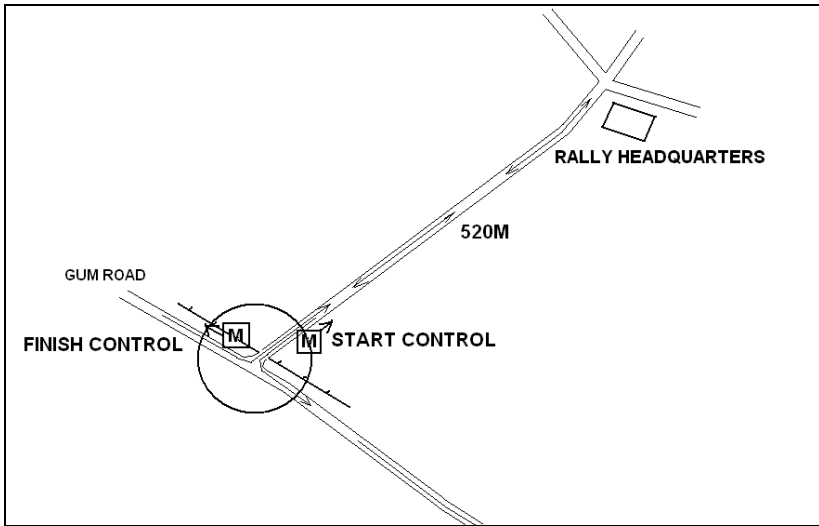 RALLY HEADQUARTERS
520M
GUM ROAD
M
FINISH CONTROL
M
START CONTROL